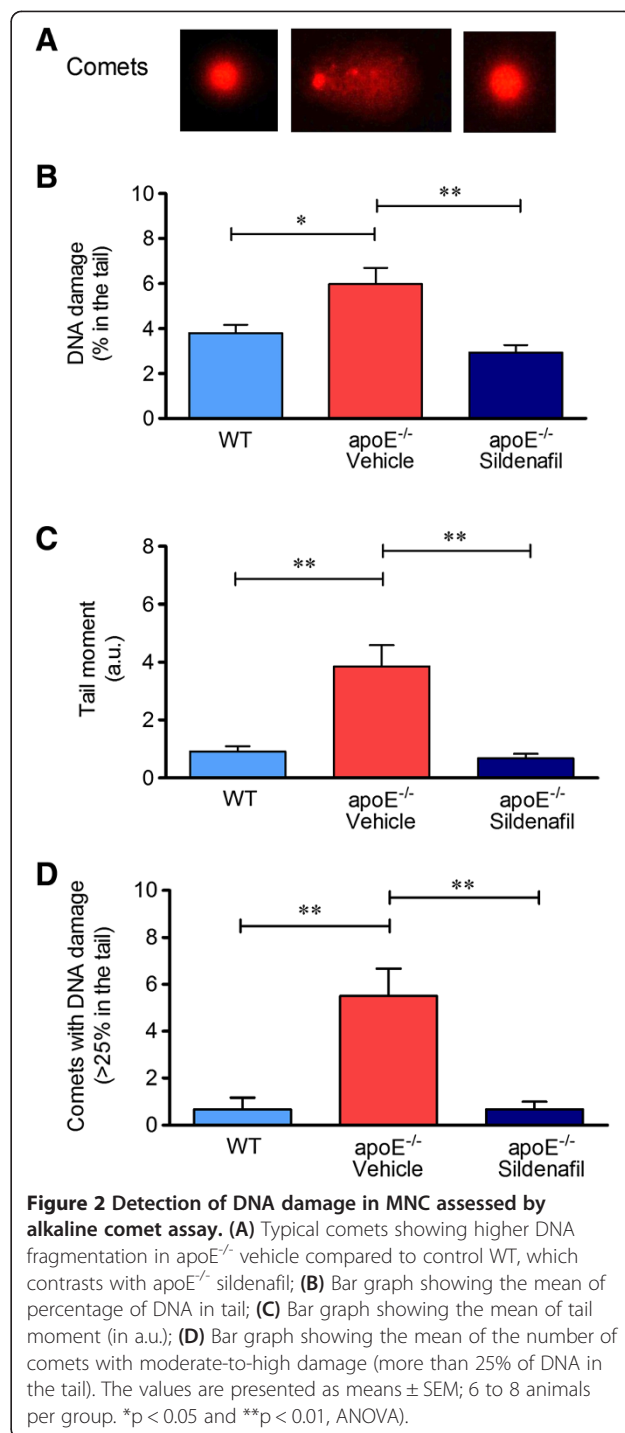 A
Comets
B
DNA damage
(% in the tail)
10
8
6
4
2
0
*
**
WT
apoE-/-
Vehicle
apoE-/-
Sildenafil
C
Tail moment
(a.u.)
8
6
4
2
0
**
**
WT
apoE-/-
Vehicle
apoE-/-
Sildenafil
D
Comets with DNA damage
(>25% in the tail)
10
8
6
4
2
0
**
**
WT
apoE-/-
Vehicle
apoE-/-
Sildenafil
Figure 2 Detection of DNA damage in MNC assessed by
alkaline comet assay. (A) Typical comets showing higher DNA
fragmentation in apoE-/- vehicle compared to control WT, which
contrasts with apoE-/- sildenafil; (B) Bar graph showing the mean of
percentage of DNA in tail; (C) Bar graph showing the mean of tail
moment (in a.u.); (D) Bar graph showing the mean of the number of
comets with moderate-to-high damage (more than 25% of DNA in
the tail). The values are presented as means ± SEM; 6 to 8 animals
per group. *p < 0.05 and **p < 0.01, ANOVA).